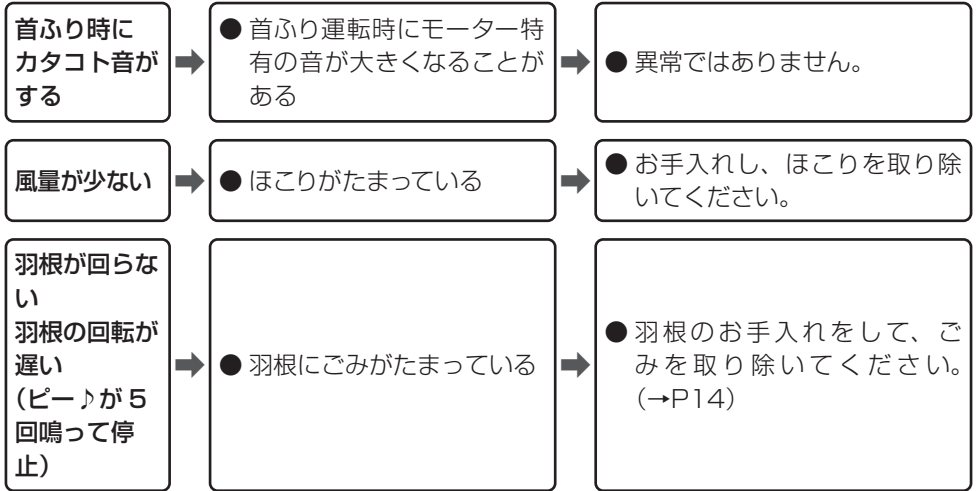 首ふり時に
カタコト音が
する
● 首ふり運転時にモーター特
有の音が大きくなることが
ある
● 異常ではありません。
風量が少ない
● ほこりがたまっている
● お手入れし、ほこりを取り除
いてください。
羽根が回らな
い
羽根の回転が
遅い
（ピー♪が 5
回鳴って停
止）
● 羽根にごみがたまっている
● 羽根のお手入れをして、ご
みを取り除いてください。
（→P14）